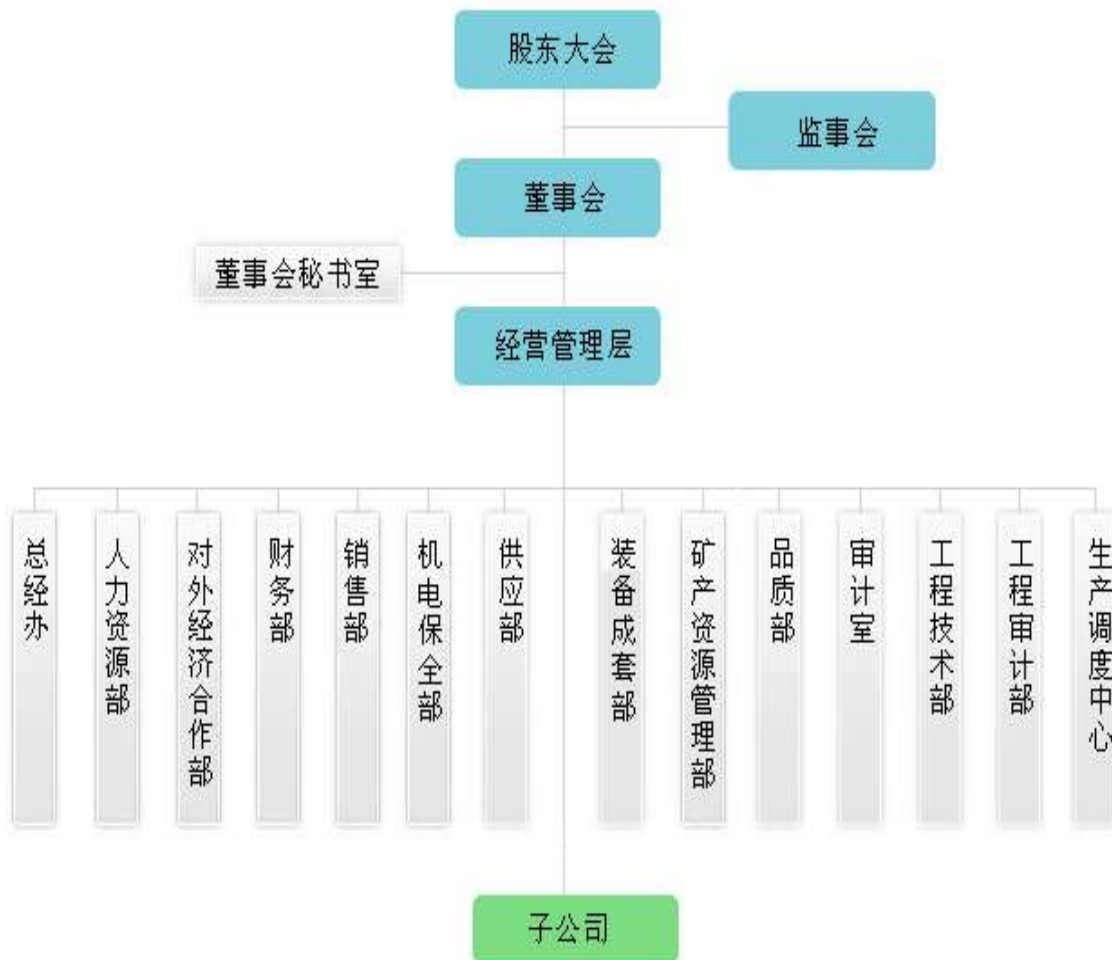 股东大会
监事会
董事会
董事会秘书室
经营管理层
总经办
人力资源部
对外经济合作部
财务部
销售部
机电保全部
供应部
装备成套部
矿产资源管理部
品质部
审计室
工程技术部
工程审计部
生产调度中心
子公司